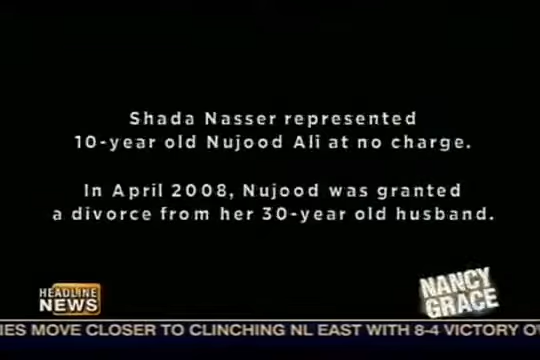 Shada Nasser represented
10-year old Nujood Ali at no charge.
In April 2008, Nujood was granted
a divorce from her 30-year old husband.
HEADLINE
NEWS
NANCY
GRACE
IES MOVE CLOSER TO CLINCHING NL EAST WITH 8-4 VICTORY OV